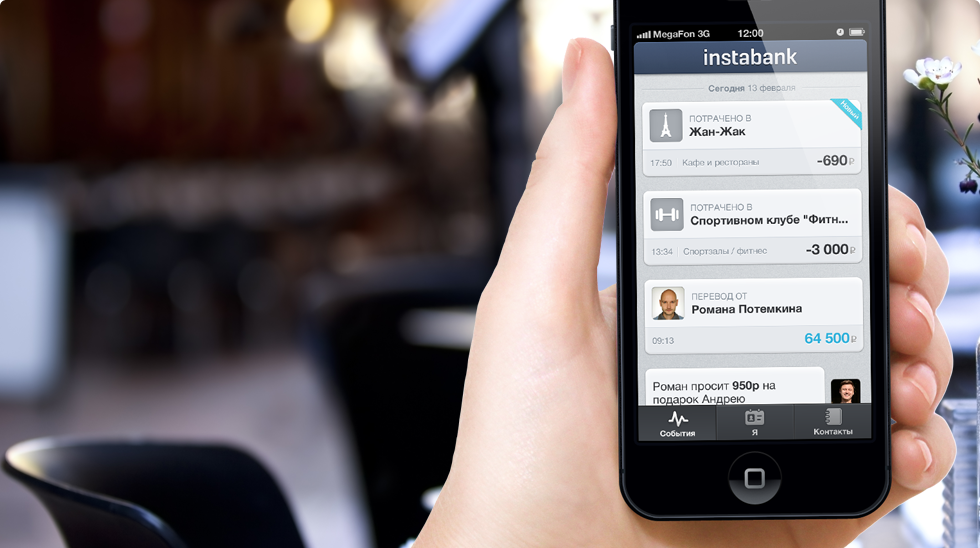 MegaFon 3G 12:00
instabank
Сегодня 13 февраля
Новый
ПОТРАЧЕНО В
Жан-Жак
17:50 Кафе и рестораны -690₽
ПОТРАЧЕНО В
Спортивном клубе "Фитн...
13:34 Спортзалы / фитнес -3 000₽
ПЕРЕВОД ОТ
Романа Потемкина
09:13 64 500₽
Роман просит 950р на
подарок Андрею
События Я Контакты